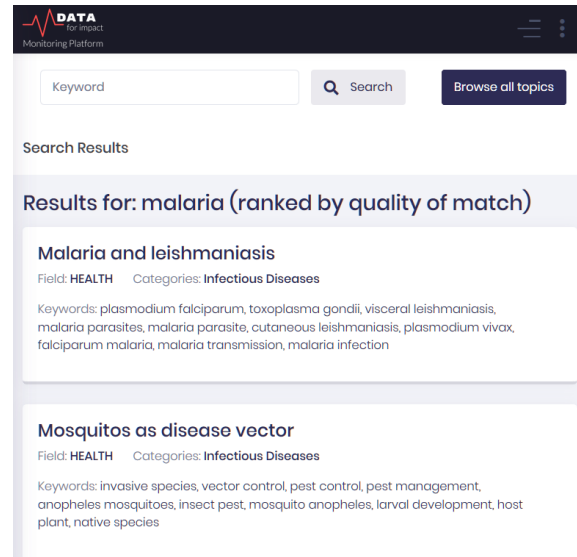 DATA
for impact
Monitoring Platform
Keyword
Search
Browse all topics
Search Results
Results for: malaria (ranked by quality of match)
Malaria and leishmaniasis
Field: HEALTH Categories: Infectious Diseases
Keywords: plasmodium falciparum, toxoplasma gondii, visceral leishmaniasis,
malaria parasites, malaria parasite, cutaneous leishmaniasis, plasmodium vivax,
falciparum malaria, malaria transmission, malaria infection
Mosquitos as disease vector
Field: HEALTH Categories: Infectious Diseases
Keywords: invasive species, vector control, pest control, pest management,
anopheles mosquitoes, insect pest, mosquito anopheles, larval development, host
plant, native species